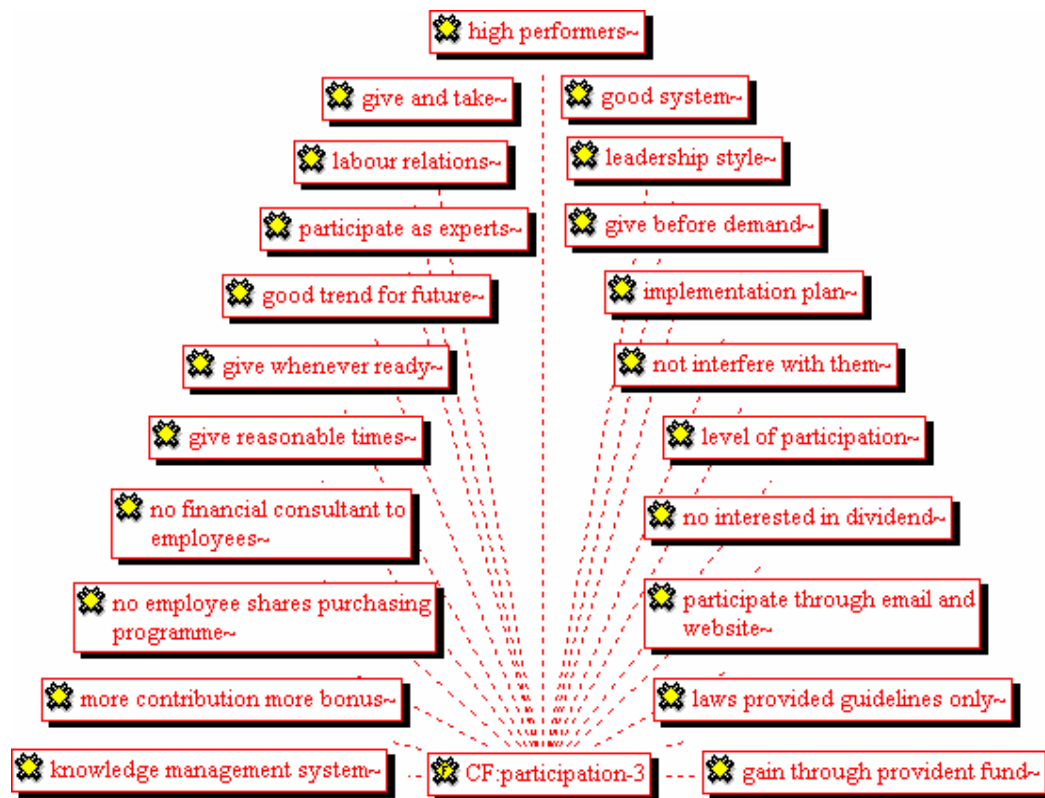 high performers~
give and take~
good system~
labour relations~
leadership style~
participate as experts~
give before demand~
good trend for future~
implementation plan~
give whenever ready~
not interfere with them~
give reasonable times~
level of participation~
no financial consultant to
employees~
no interested in dividend~
no employee shares purchasing
programme~
participate through email and
website~
more contribution more bonus~
laws provided guidelines only~
knowledge management system~
CF:participation-3
gain through provident fund~